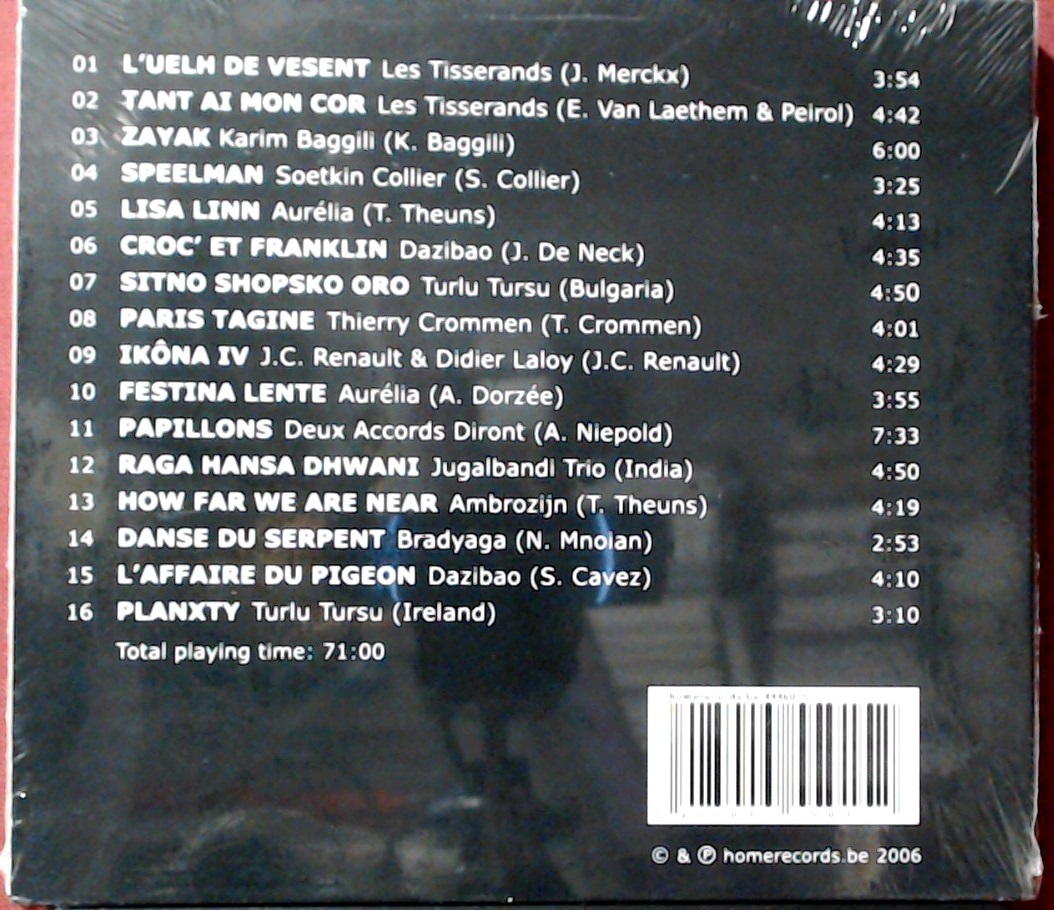 01 L'UELH DE VESENT Les Tisserands (J. Merckx) 3:54
02 TANT AI MON COR Les Tisserands (E. Van Laethem & Peirol) 4:42
03 ZAYAK Karim Baggili (K. Baggili) 6:00
04 SPEELMAN Soetkin Collier (S. Collier) 3:25
05 LISA LINN Aurélia (T. Theuns) 4:13
06 CROC' ET FRANKLIN Dazibao (J. De Neck) 4:35
07 SITNO SHOPSKO ORO Turlu Tursu (Bulgaria) 4:50
08 PARIS TAGINE Thierry Crommen (T. Crommen) 4:01
09 IKÔNA IV J.C. Renault & Didier Laloy (J.C. Renault) 4:29
10 FESTINA LENTE Aurélia (A. Dorzée) 3:55
11 PAPILLONS Deux Accords Diront (A. Niepold) 7:33
12 RAGA HANSA DHWANI Jugalbandi Trio (India) 4:50
13 HOW FAR WE ARE NEAR Ambrozijn (T. Theuns) 4:19
14 DANSE DU SERPENT Bradyaga (N. Mnoian) 2:53
15 L'AFFAIRE DU PIGEON Dazibao (S. Cavez) 4:10
16 PLANXTY Turlu Tursu (Ireland) 3:10
Total playing time: 71:00
© & ℗ homerecords.be 2006